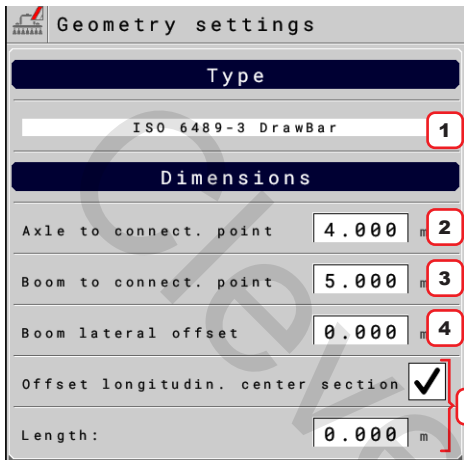 Geometry settings
Type
ISO 6489-3 DrawBar
1
Dimensions
Axle to connect. point 4.000 m
2
Boom to connect. point 5.000 m
3
Boom lateral offset 0.000 m
4
Offset longitudin. center section
Length: 0.000 m
Cleve